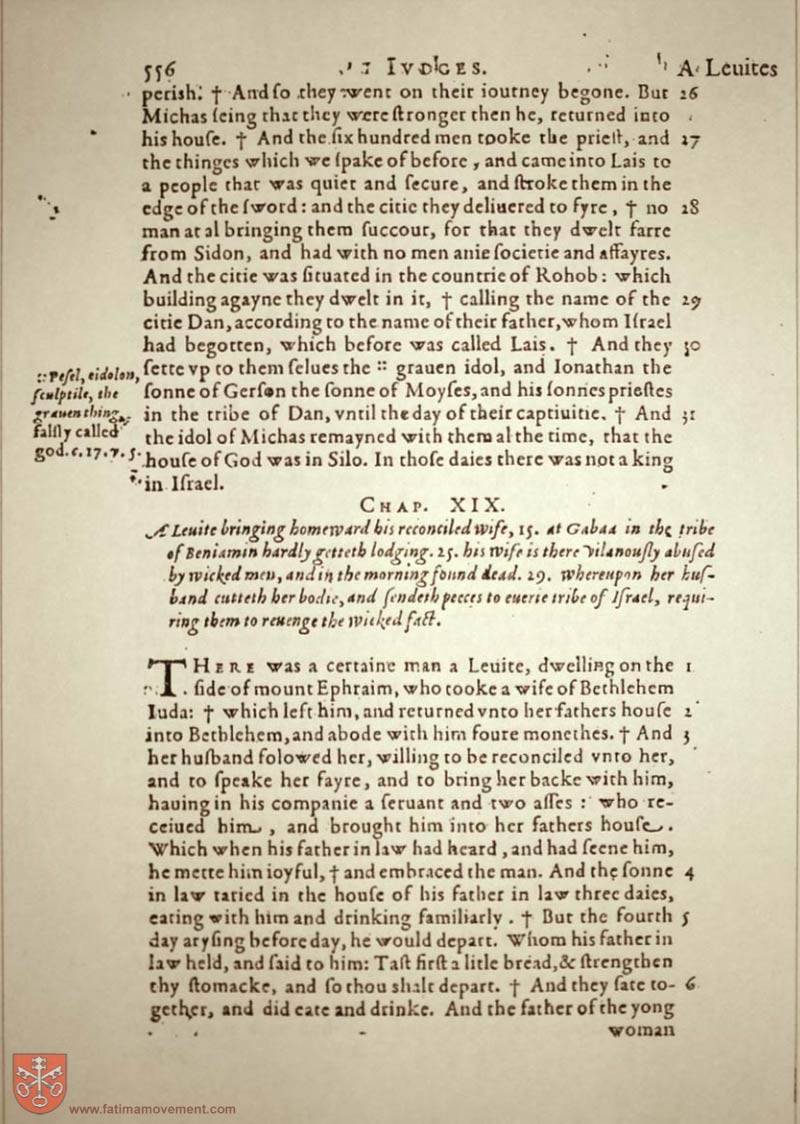 556 IVDGES. A Leuites
perish. † And so they went on their iourney begone. But 26
Michas seing that they were stronger then he, returned into
his house. † And the six hundred men tooke the priest, and 27
the thinges which we spake of before, and came into Lais to
a people that was quiet and secure, and stroke them in the
edge of the sword: and the citie they deliuered to fyre, † no 28
man at al bringing them succour, for that they dwelt farre
from Sidon, and had with no men anie societie and affayres.
And the citie was situated in the countrie of Rohob: which
building agayne they dwelt in it, † calling the name of the 29
citie Dan, according to the name of their father, whom Israel
had begotten, which before was called Lais. † And they 30
sette vp to them selues the :: grauen idol, and Ionathan the
sonne of Gersan the sonne of Moyses, and his sonnes priestes
in the tribe of Dan, vntil the day of their captiuitie. † And 31
the idol of Michas remayned with them al the time, that the
house of God was in Silo. In those daies there was not a king
in Israel.
:: Pesel, eidolon,
sculptile, the
grauen thing,
falsly called
god. c. 17. v. 5.
CHAP. XIX.
A Leuite bringing homeward his reconciled wife, 15. at Gabaa in the tribe
of Beniamin hardly getteth lodging. 25. his wife is there vilanously abused
by wicked men, and in the morning found dead. 29. whereupon her hus-
band cutteth her bodie, and sendeth peeces to euerie tribe of Israel, requi-
ring them to reuenge the wicked fact.
THERE was a certaine man a Leuite, dwelling on the 1
side of mount Ephraim, who tooke a wife of Bethlehem
Iuda: † which left him, and returned vnto her fathers house 2
into Bethlehem, and abode with him foure monethes. † And 3
her husband folowed her, willing to be reconciled vnto her,
and to speake her fayre, and to bring her backe with him,
hauing in his companie a seruant and two asses: who re-
ceiued him, and brought him into her fathers house.
Which when his father in law had heard, and had seene him,
he mette him ioyful, † and embraced the man. And the sonne 4
in law taried in the house of his father in law three daies,
eating with him and drinking familiarly. † But the fourth 5
day arysing before day, he would depart. Whom his father in
law held, and said to him: Tast first a litle bread, & strengthen
thy stomacke, and so thou shalt depart. † And they sate to- 6
gether, and did eate and drinke. And the father of the yong
woman
www.fatimamovement.com